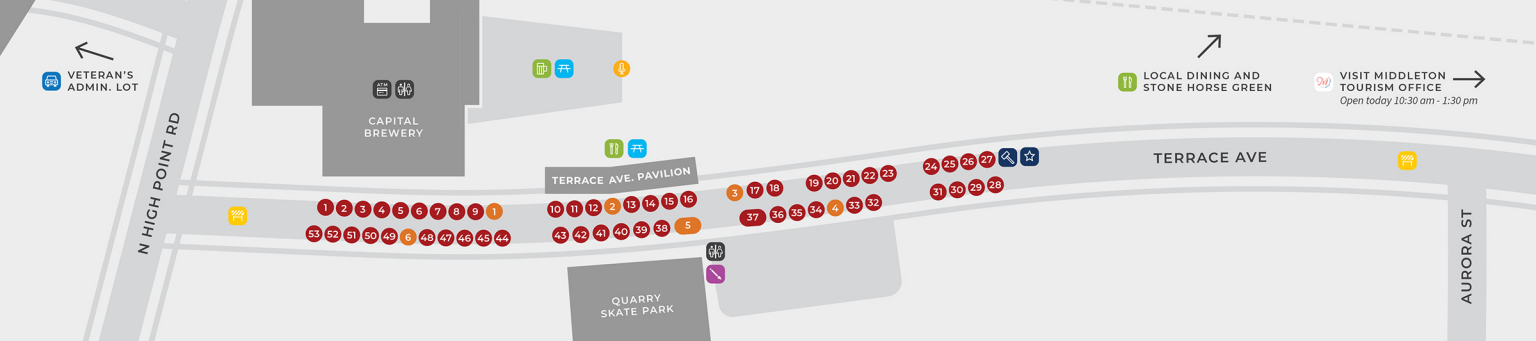 VETERAN'S
ADMIN. LOT
N HIGH POINT RD
ATM
CAPITAL
BREWERY
TERRACE AVE. PAVILION
LOCAL DINING AND
STONE HORSE GREEN
M
VISIT MIDDLETON
TOURISM OFFICE
Open today 10:30 am - 1:30 pm
TERRACE AVE
AURORA ST
1 2 3 4 5 6 7 8 9 1
10 11 12 2 13 14 15 16
3 17 18
19 20 21 22 23
24 25 26 27
53 52 51 50 49 6 48 47 46 45 44
43 42 41 40 39 38 5
37 36 35 34 4 33 32
31 30 29 28
QUARRY
SKATE PARK